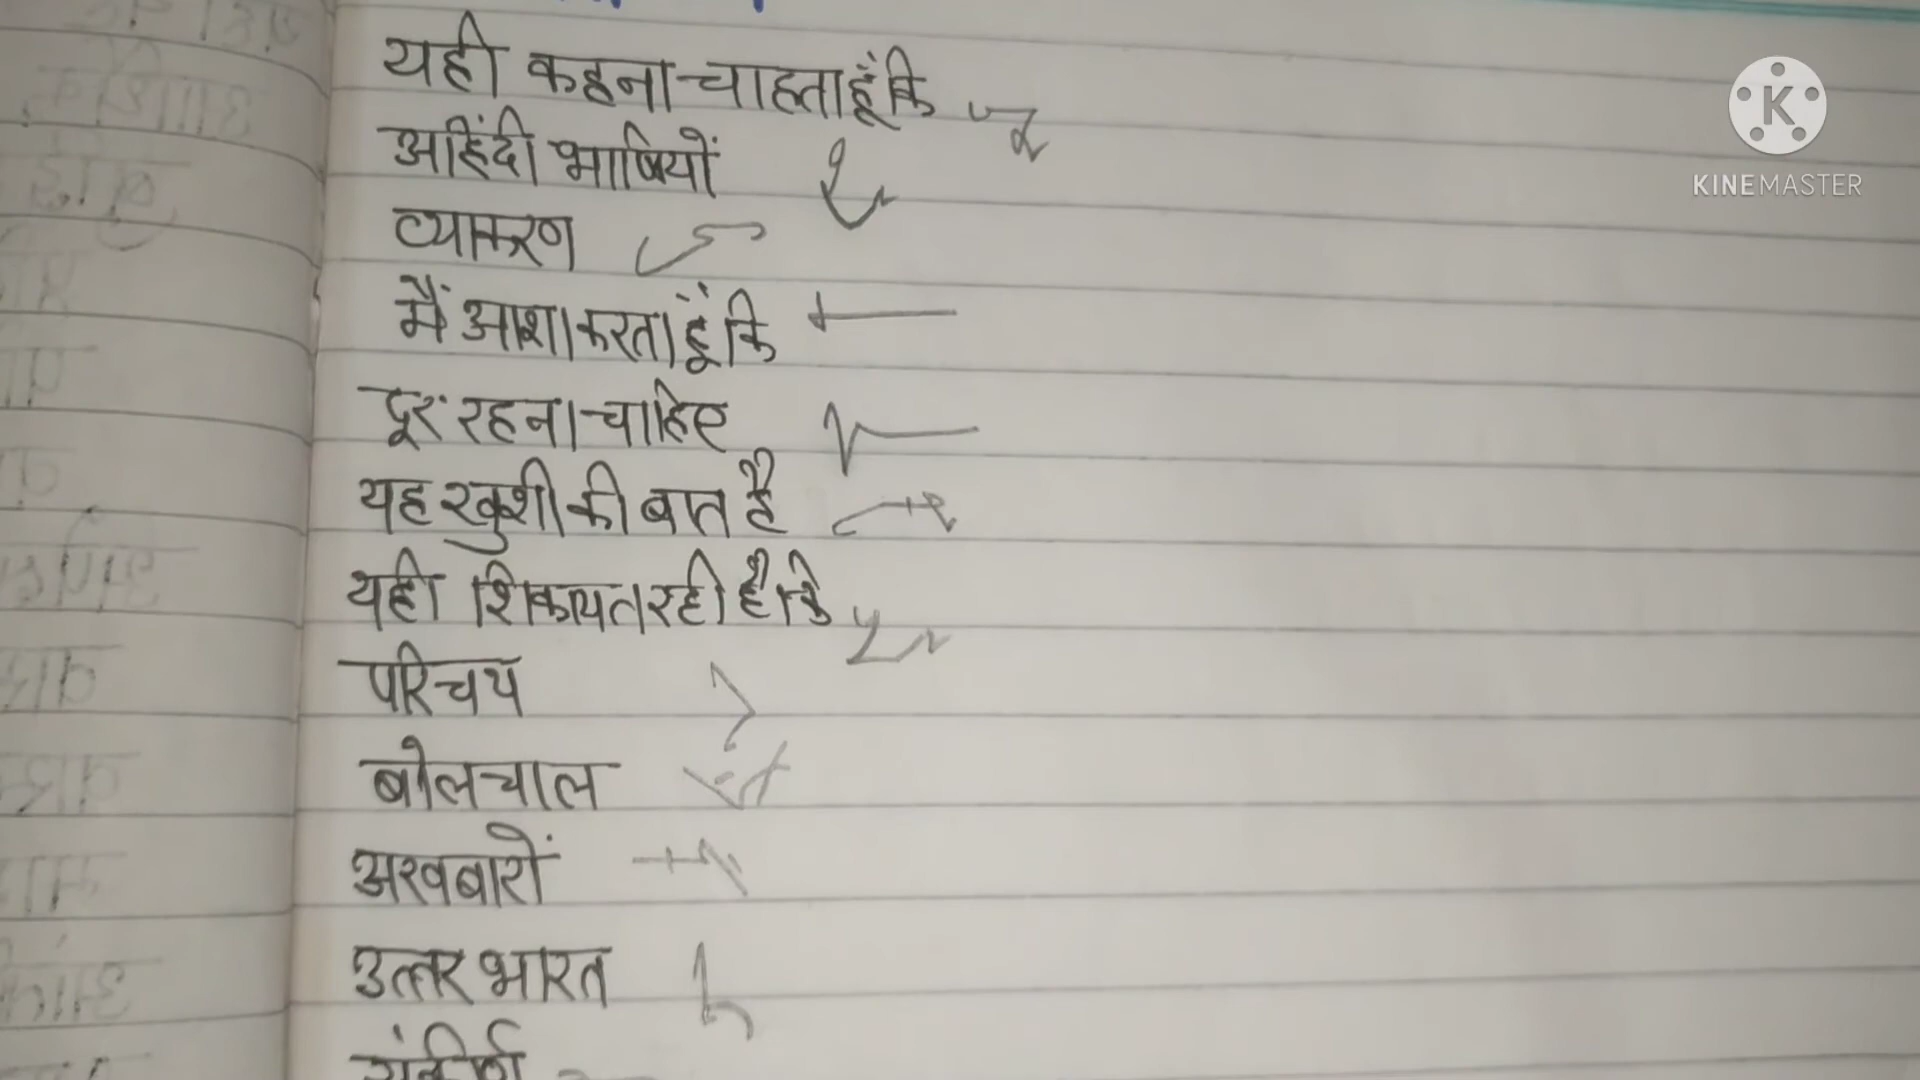 यही कहना चाहता हूँ कि
अहिंदी भाषियों
व्याकरण
मैं आशा करता हूँ कि
दूर रहना चाहिए
यह खुशी की बात है
यही शिकायत रही है कि
परिचय
बोलचाल
अखबारों
उत्तर भारत
संकीर्ण
K
KINEMASTER